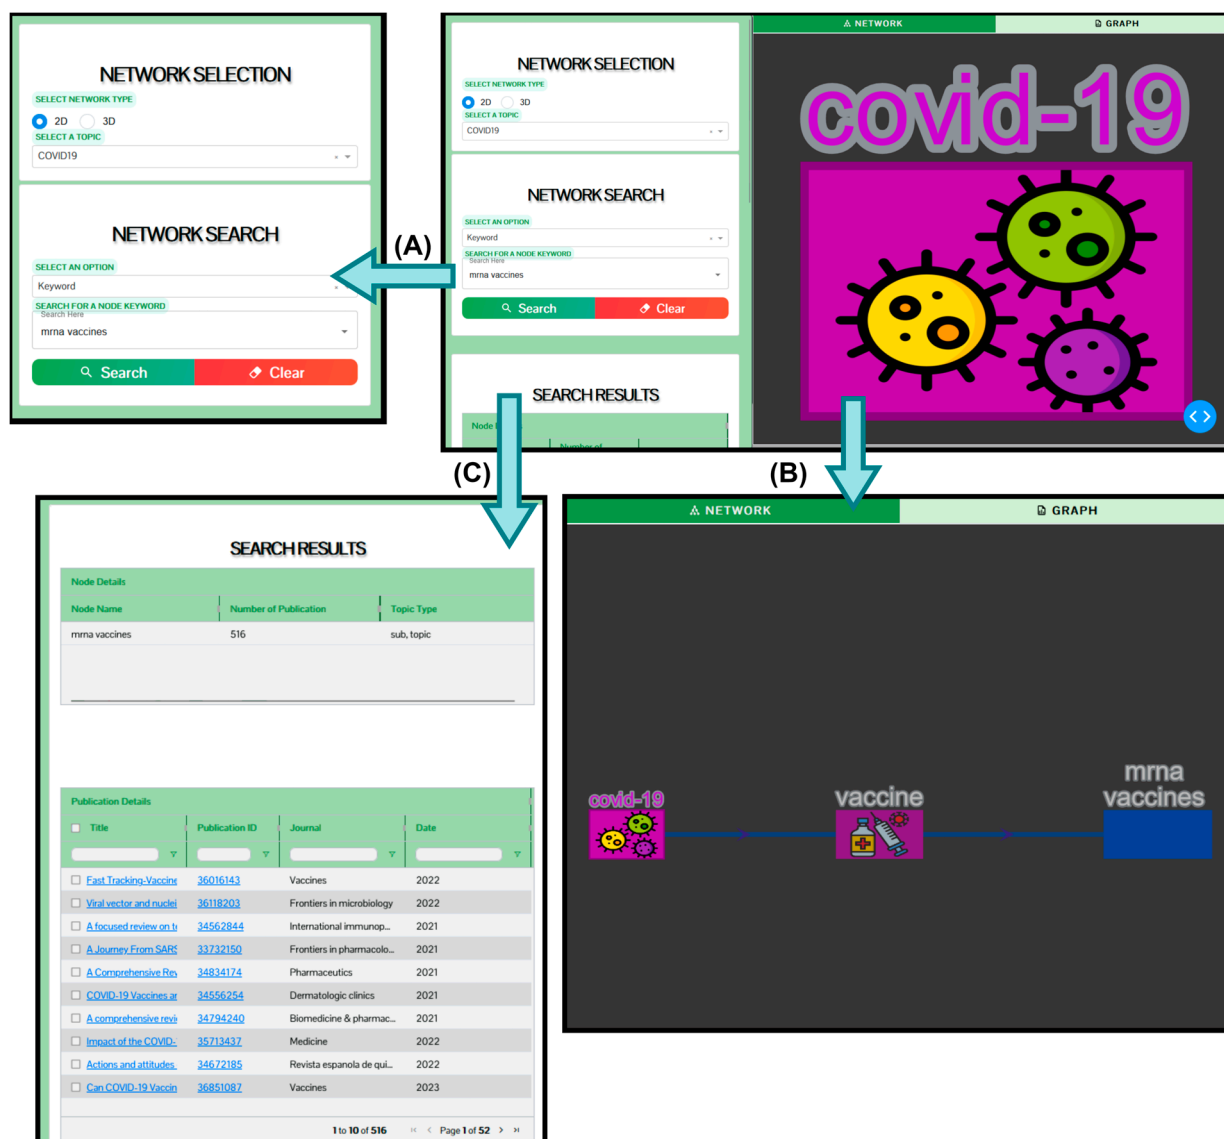 NETWORK SELECTION
SELECT NETWORK TYPE
2D 3D
SELECT A TOPIC
COVID19
NETWORK SEARCH
SELECT AN OPTION
Keyword
SEARCH FOR A NODE KEYWORD
Search Here
mrna vaccines
Search Clear
(A)
NETWORK SELECTION
SELECT NETWORK TYPE
2D 3D
SELECT A TOPIC
COVID19
NETWORK SEARCH
SELECT AN OPTION
Keyword
SEARCH FOR A NODE KEYWORD
Search Here
mrna vaccines
Search Clear
SEARCH RESULTS
Node
Number of
NETWORK GRAPH
covid-19
(C)
(B)
SEARCH RESULTS
Node Details
Node Name Number of Publication Topic Type
mrna vaccines 516 sub, topic
Publication Details
Title Publication ID Journal Date
Fast Tracking-Vaccine 36016143 Vaccines 2022
Viral vector and nuclei 36118203 Frontiers in microbiology 2022
A focused review on t 34562844 International immunop... 2021
A Journey From SARS 33732150 Frontiers in pharmacolo... 2021
A Comprehensive Rev 34834174 Pharmaceutics 2021
COVID-19 Vaccines ar 34556254 Dermatologic clinics 2021
A comprehensive revi 34794240 Biomedicine & pharmac... 2021
Impact of the COVID- 35713437 Medicine 2022
Actions and attitudes 34672185 Revista espanola de qui... 2022
Can COVID-19 Vaccin 36851087 Vaccines 2023
1 to 10 of 516 Page 1 of 52
NETWORK GRAPH
covid-19
vaccine
mrna
vaccines